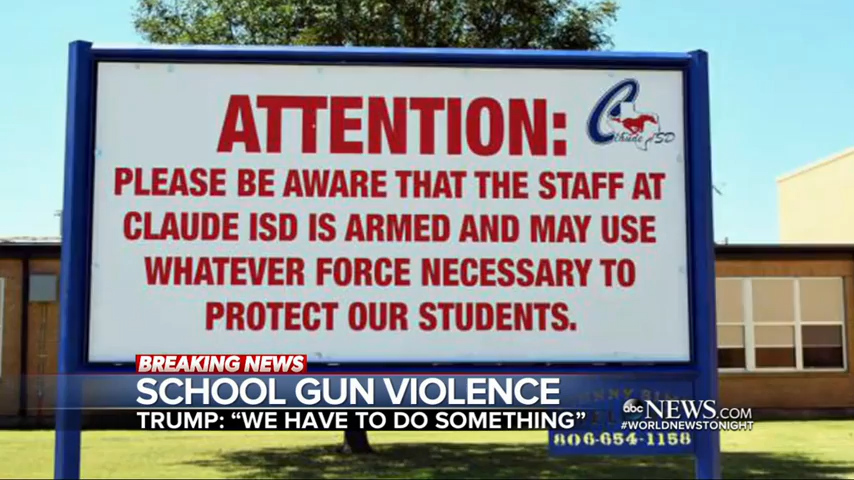 ATTENTION:
Claude ISD
PLEASE BE AWARE THAT THE STAFF AT
CLAUDE ISD IS ARMED AND MAY USE
WHATEVER FORCE NECESSARY TO
PROTECT OUR STUDENTS.
BREAKING NEWS
SCHOOL GUN VIOLENCE
TRUMP: “WE HAVE TO DO SOMETHING”
abc NEWS.COM
#WORLDNEWSTONIGHT
806-654-1158